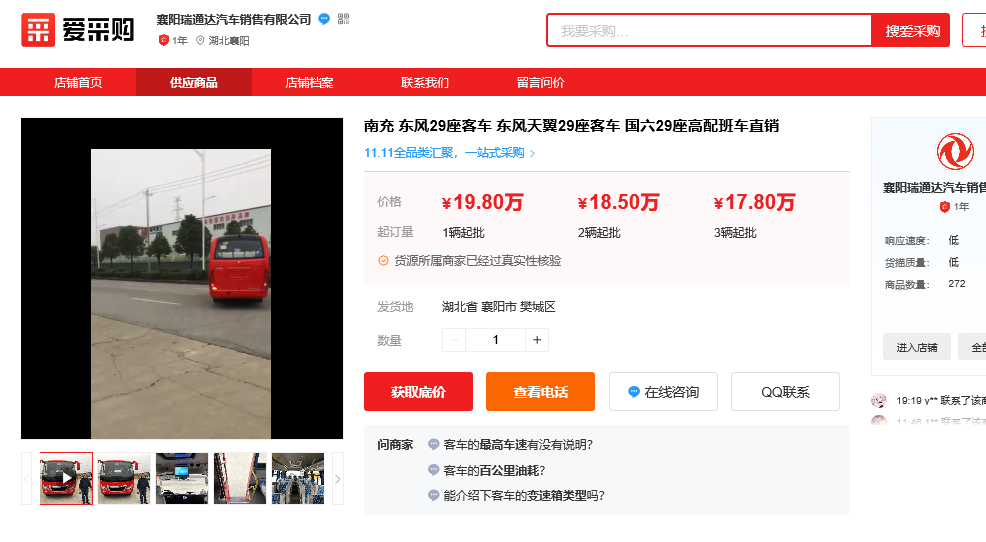 采 爱采购
襄阳瑞通达汽车销售有限公司
1年 湖北襄阳
我要采购...
搜爱采购
店铺首页 供应商品 店铺档案 联系我们 留言问价
南充 东风29座客车 东风天翼29座客车 国六29座高配班车直销
11.11全品类汇聚，一站式采购
价格 ¥19.80万 ¥18.50万 ¥17.80万
起订量 1辆起批 2辆起批 3辆起批
货源所属商家已经过真实性核验
发货地 湖北省 襄阳市 樊城区
数量 1 +
获取底价 查看电话 在线咨询 QQ联系
问商家 客车的最高车速有没有说明?
客车的百公里油耗?
能介绍下客车的变速箱类型吗?
襄阳瑞通达汽车销售
1年
响应速度： 低
货描质量： 低
商品数量： 272
进入店铺
19:19 y** 联系了该商